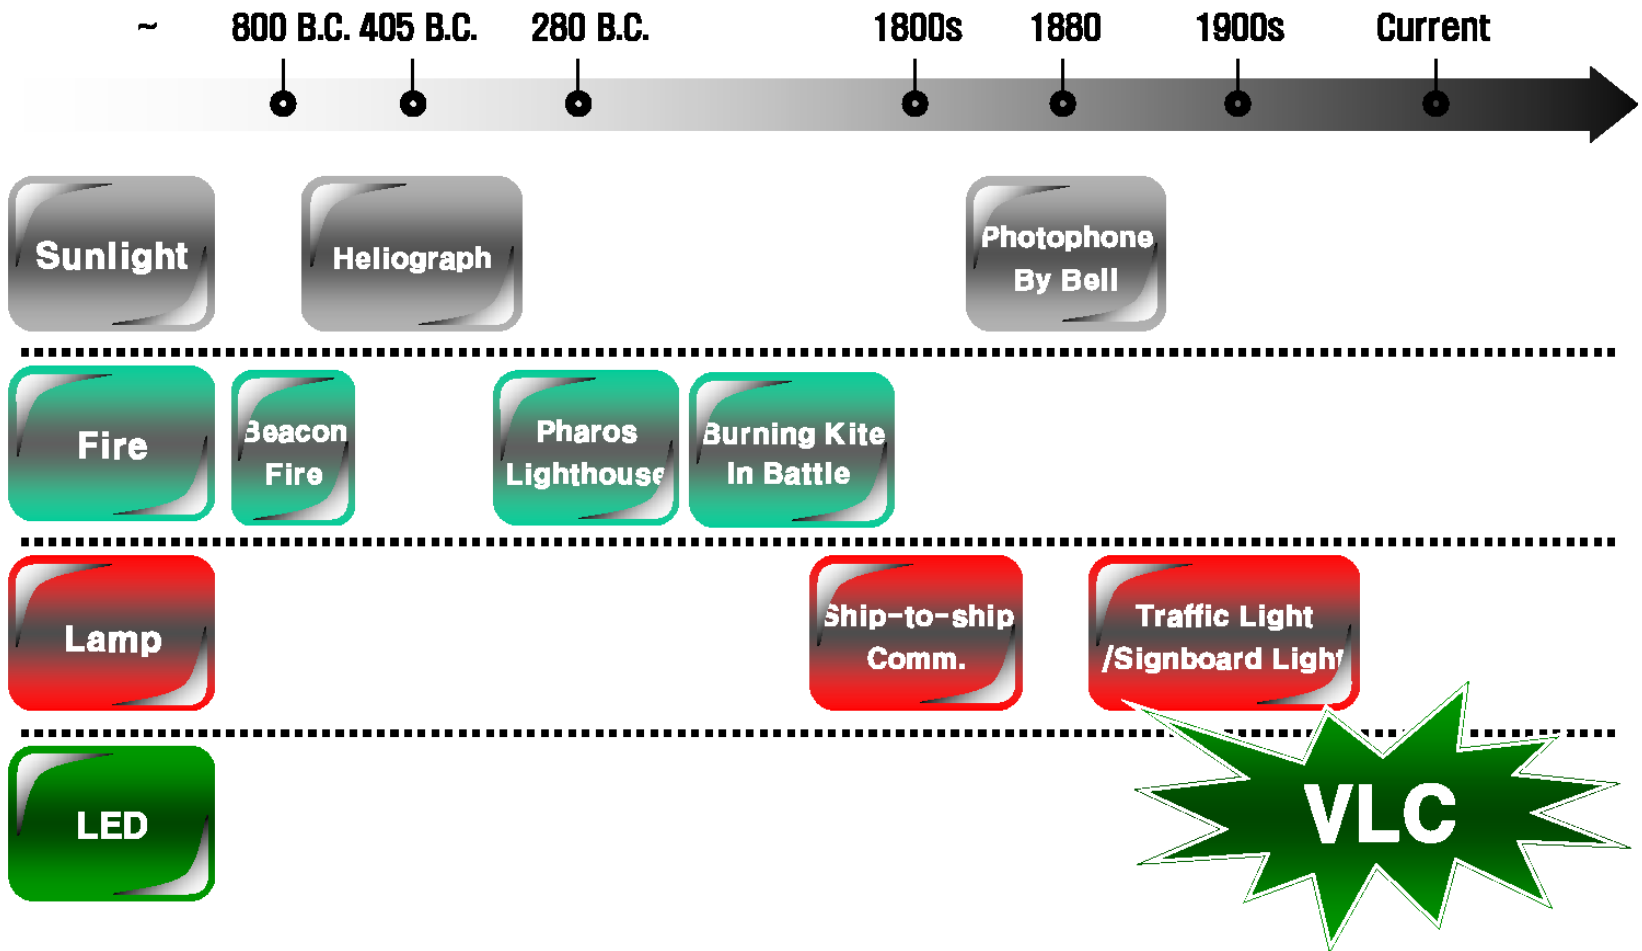 ~ 800 B.C. 405 B.C. 280 B.C. 1800s 1880 1900s Current
Sunlight
Heliograph
Photophone
By Bell
Fire
Beacon
Fire
Pharos
Lighthouse
Burning Kite
In Battle
Lamp
Ship-to-ship
Comm.
Traffic Light
/Signboard Light
LED
VLC